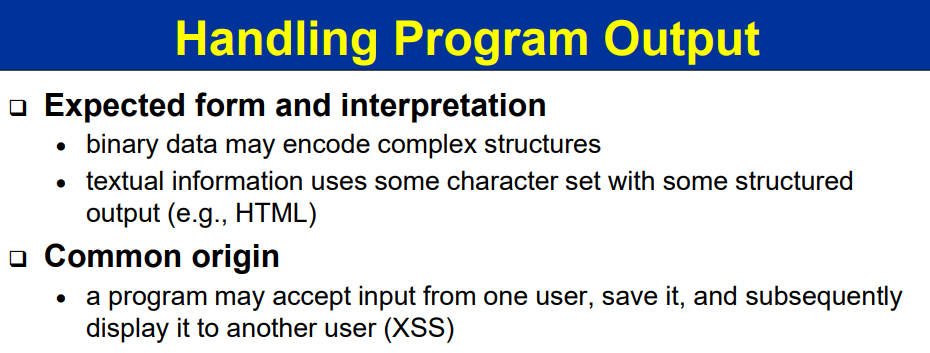 Handling Program Output
❑ Expected form and interpretation
• binary data may encode complex structures
• textual information uses some character set with some structured
output (e.g., HTML)
❑ Common origin
• a program may accept input from one user, save it, and subsequently
display it to another user (XSS)